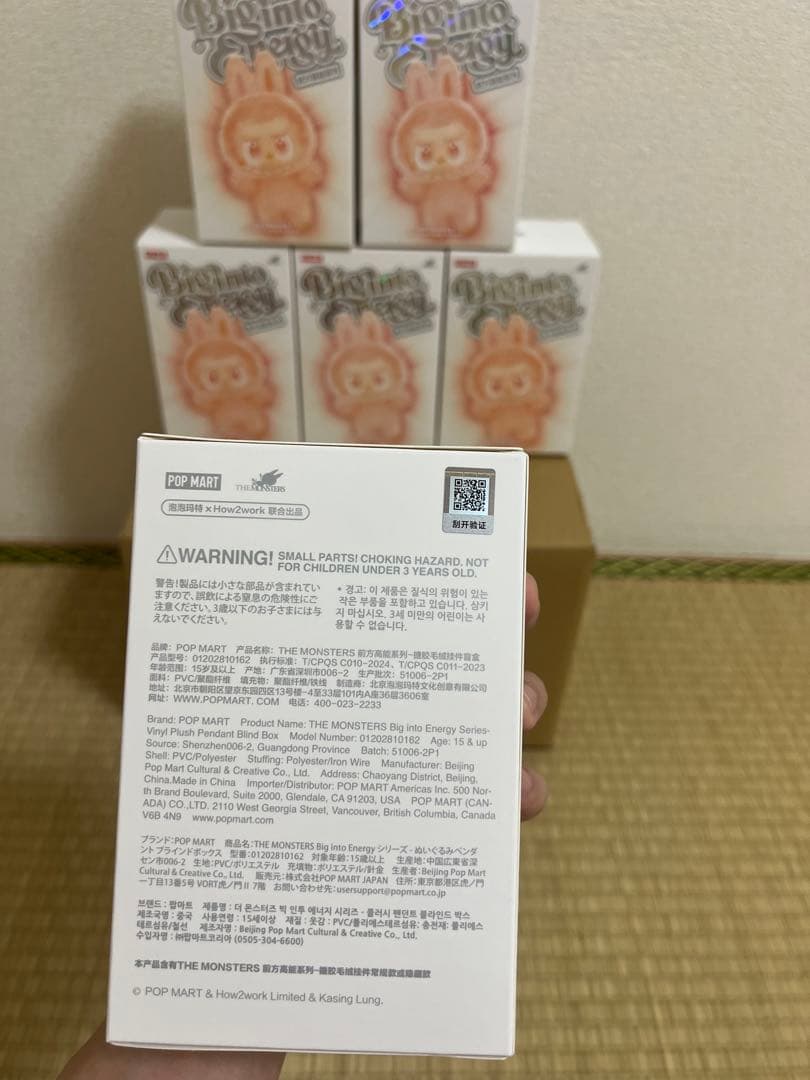 Big into
Energy
Big into
Energy
Big into
Energy
Big into
Energy
Big into
Energy
POP MART THE MONSTERS
泡泡玛特 x How2work 联合出品
刮开验证
WARNING! SMALL PARTS! CHOKING HAZARD. NOT
FOR CHILDREN UNDER 3 YEARS OLD.
警告!製品には小さな部品が含まれてい
ますので、誤飲による窒息の危険性にご
注意ください。3歳以下のお子さまには与
えないでください。
* 경고: 이 제품은 질식의 위험이 있는
작은 부품을 포함하고 있습니다. 삼키
지 마십시오. 3세 미만의 어린이는 사
용할 수 없습니다.
品牌: POP MART 产品名称: THE MONSTERS 前方高能系列-搪胶毛绒挂件盲盒
产品型号: 01202810162 执行标准: T/CPQS C010-2024、T/CPQS C011-2023
年龄范围: 15岁及以上 产地: 广东省深圳市006-2 生产批次: 51006-2P1
面料: PVC/聚酯纤维 填充物: 聚酯纤维/铁线 制造商: 北京泡泡玛特文化创意有限公司
地址: 北京市朝阳区望京东园四区13号楼-4至33层101内A座36层3606室
网址: WWW.POPMART. COM 电话: 400-023-2233
Brand: POP MART Product Name: THE MONSTERS Big into Energy Series-
Vinyl Plush Pendant Blind Box Model Number: 01202810162 Age: 15 & up
Source: Shenzhen006-2, Guangdong Province Batch: 51006-2P1
Shell: PVC/Polyester Stuffing: Polyester/Iron Wire Manufacturer: Beijing
Pop Mart Cultural & Creative Co., Ltd. Address: Chaoyang District, Beijing,
China.Made in China Importer/Distributor: POP MART Americas Inc. 500 Nor-
th Brand Boulevard, Suite 2000, Glendale, CA 91203, USA POP MART (CAN-
ADA) CO.,LTD. 2110 West Georgia Street, Vancouver, British Columbia, Canada
V6B 4N9 www.popmart.com
ブランド:POP MART 商品名:THE MONSTERS Big into Energy シリーズ - ぬいぐるみペンダ
ント ブラインドボックス 型番:01202810162 対象年齢:15歳以上 生産地:中国広東省深
セン市006-2 生地:PVC/ポリエステル 充填物:ポリエステル/針金 生産者:Beijing Pop Mart
Cultural & Creative Co., Ltd. 販売元:株式会社POP MART JAPAN 住所:東京都港区虎ノ門
一丁目13番5号 VORT虎ノ門 II 7階 お問い合わせ先:usersupport@popmart.co.jp
브랜드 : 팝마트 제품명 : 더 몬스터즈 빅 인투 에너지 시리즈 - 플러시 펜던트 블라인드 박스
제조국명 : 중국 사용연령 : 15세이상 재질 : 겉감 : PVC/폴리에스테르섬유: 충전재: 폴리에스
테르섬유/철선 제조자명 : Beijing Pop Mart Cultural & Creative Co., Ltd.
수입자명 : ㈜팝마트코리아 (0505-304-6600)
本产品含有THE MONSTERS 前方高能系列-搪胶毛绒挂件常规款或隐藏款
© POP MART & How2work Limited & Kasing Lung.